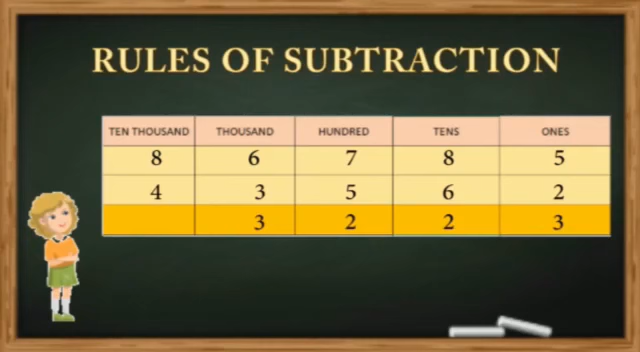 RULES OF SUBTRACTION
TEN THOUSAND THOUSAND HUNDRED TENS ONES
8 6 7 8 5
4 3 5 6 2
3 2 2 3